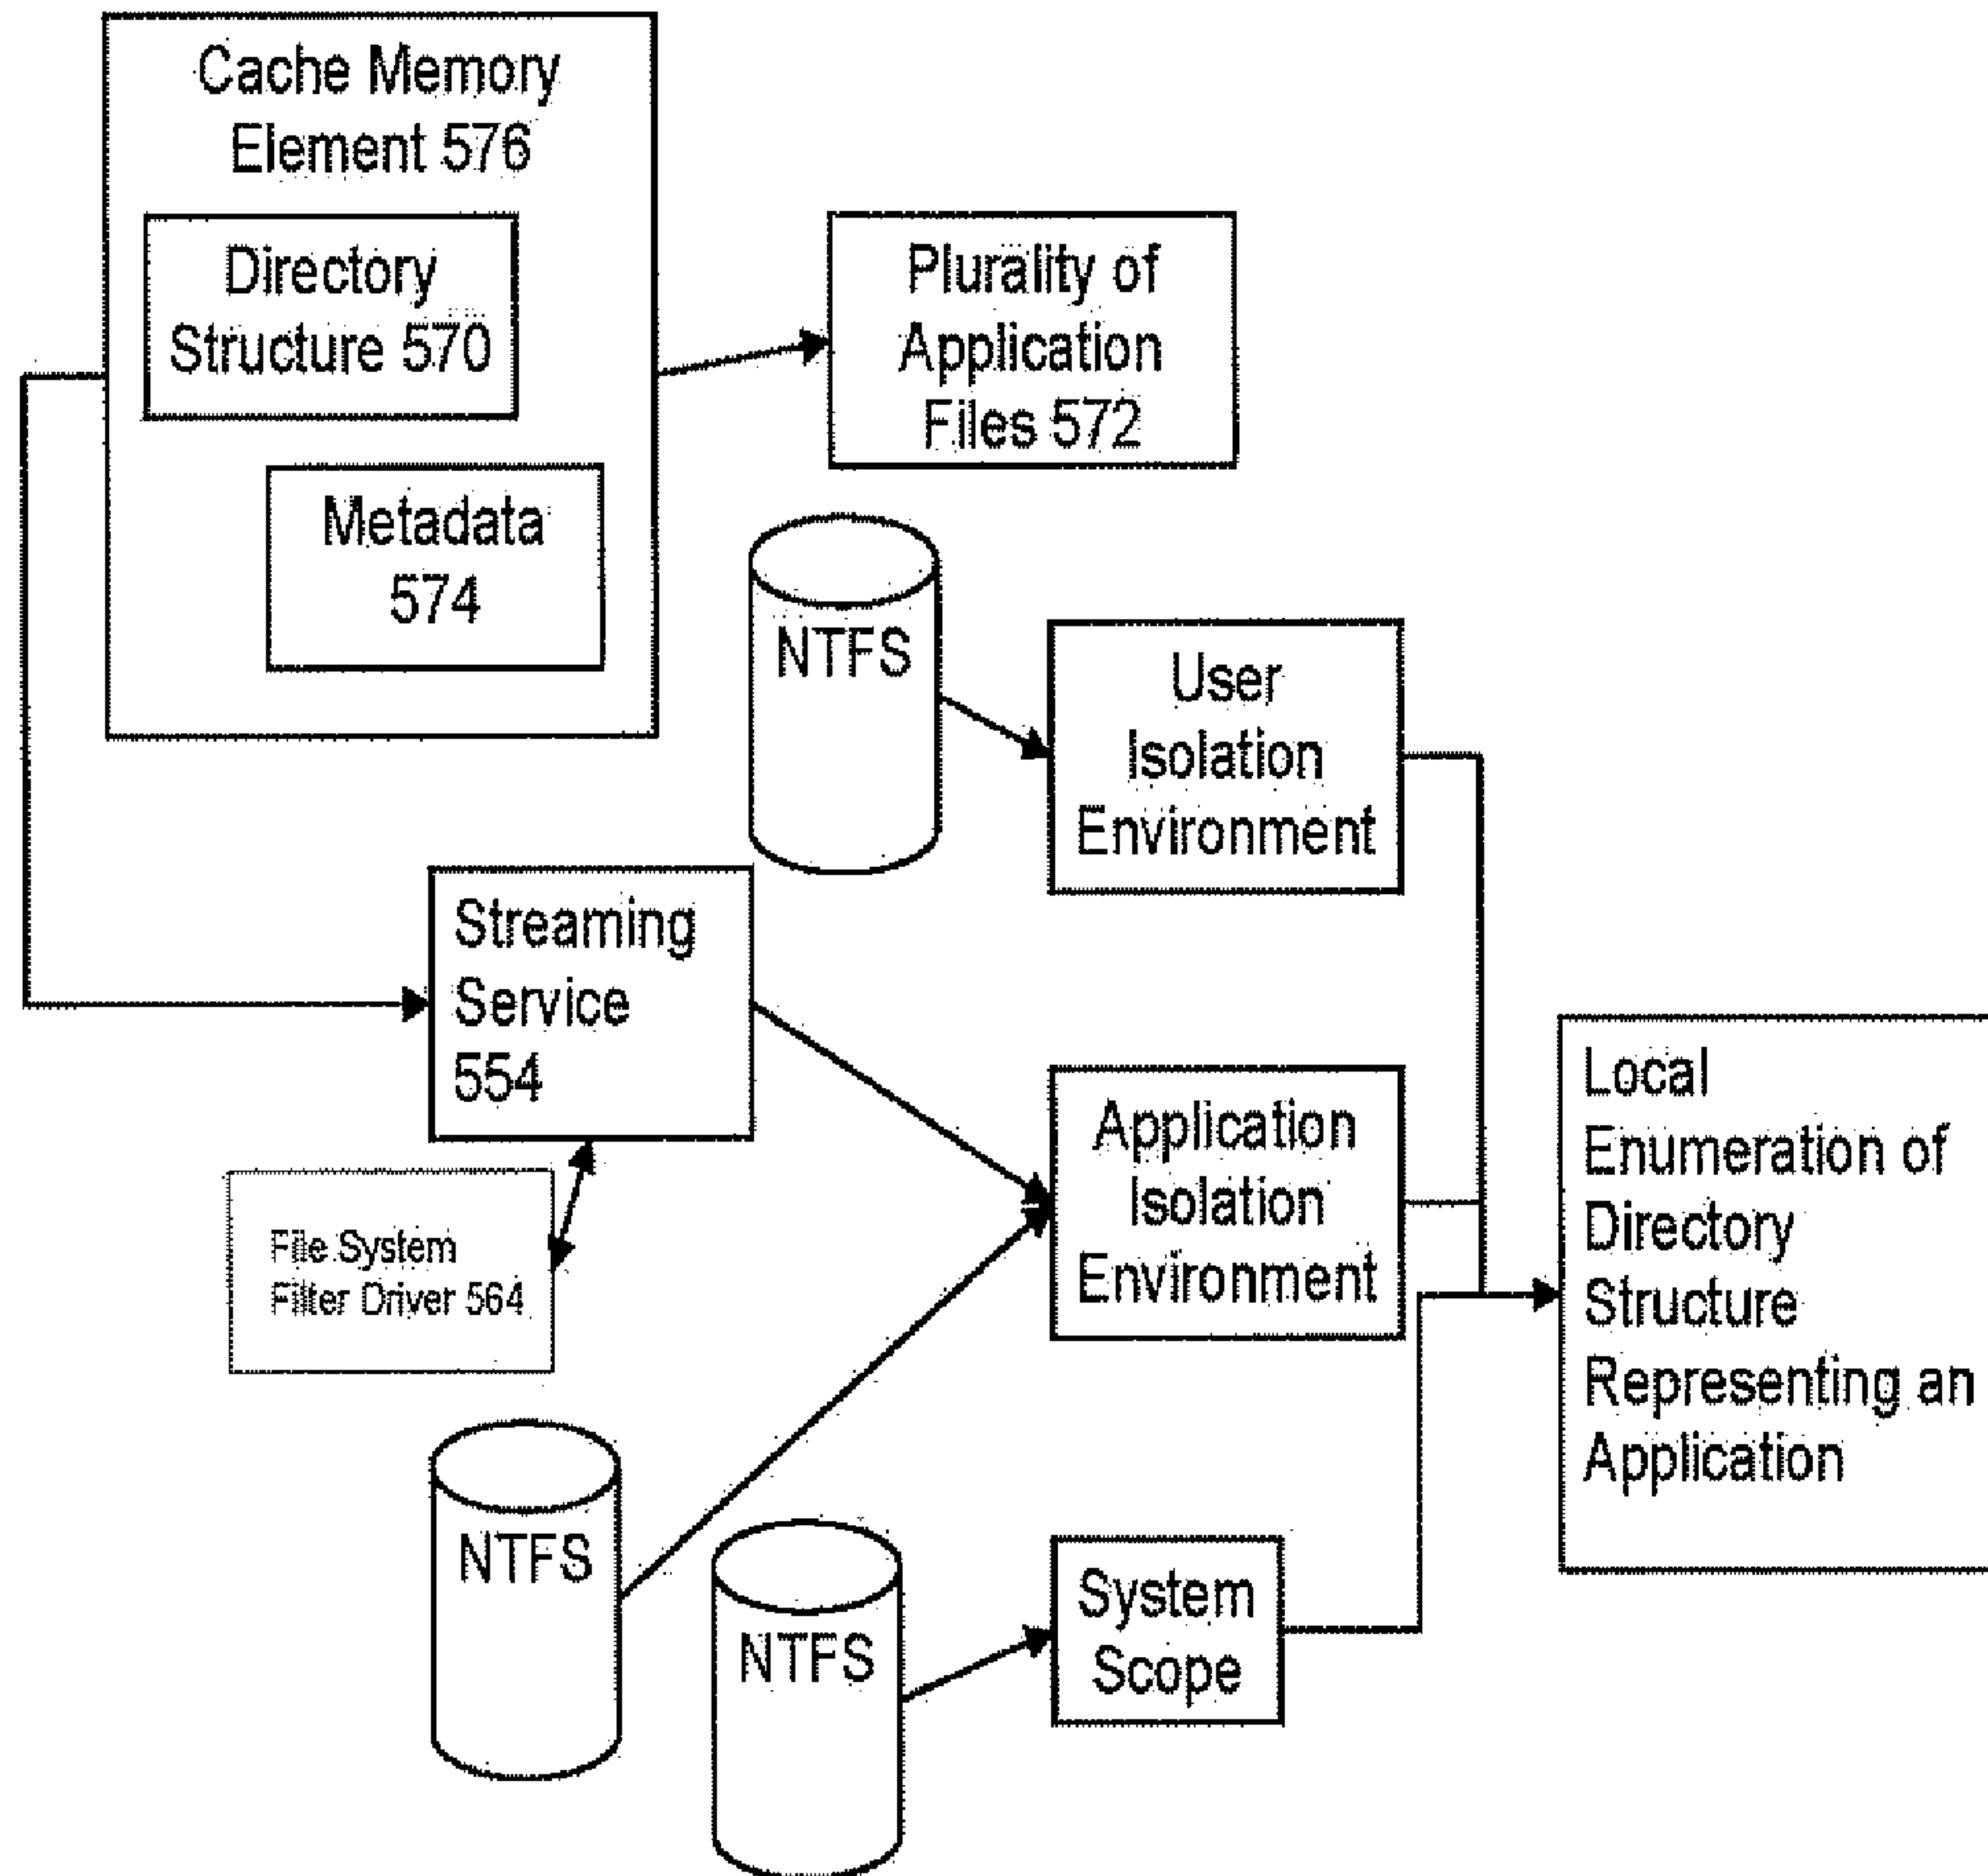 Cache Memory
Element 576
Directory
Structure 570
Metadata
574
Plurality of
Application
Files 572
NTFS
User
Isolation
Environment
Streaming
Service
554
File System
Filter Driver 564
Application
Isolation
Environment
Local
Enumeration of
Directory
Structure
Representing an
Application
NTFS
NTFS
System
Scope